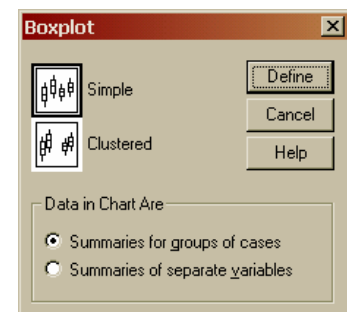 Boxplot
Simple
Clustered
Define
Cancel
Help
Data in Chart Are
Summaries for groups of cases
Summaries of separate variables